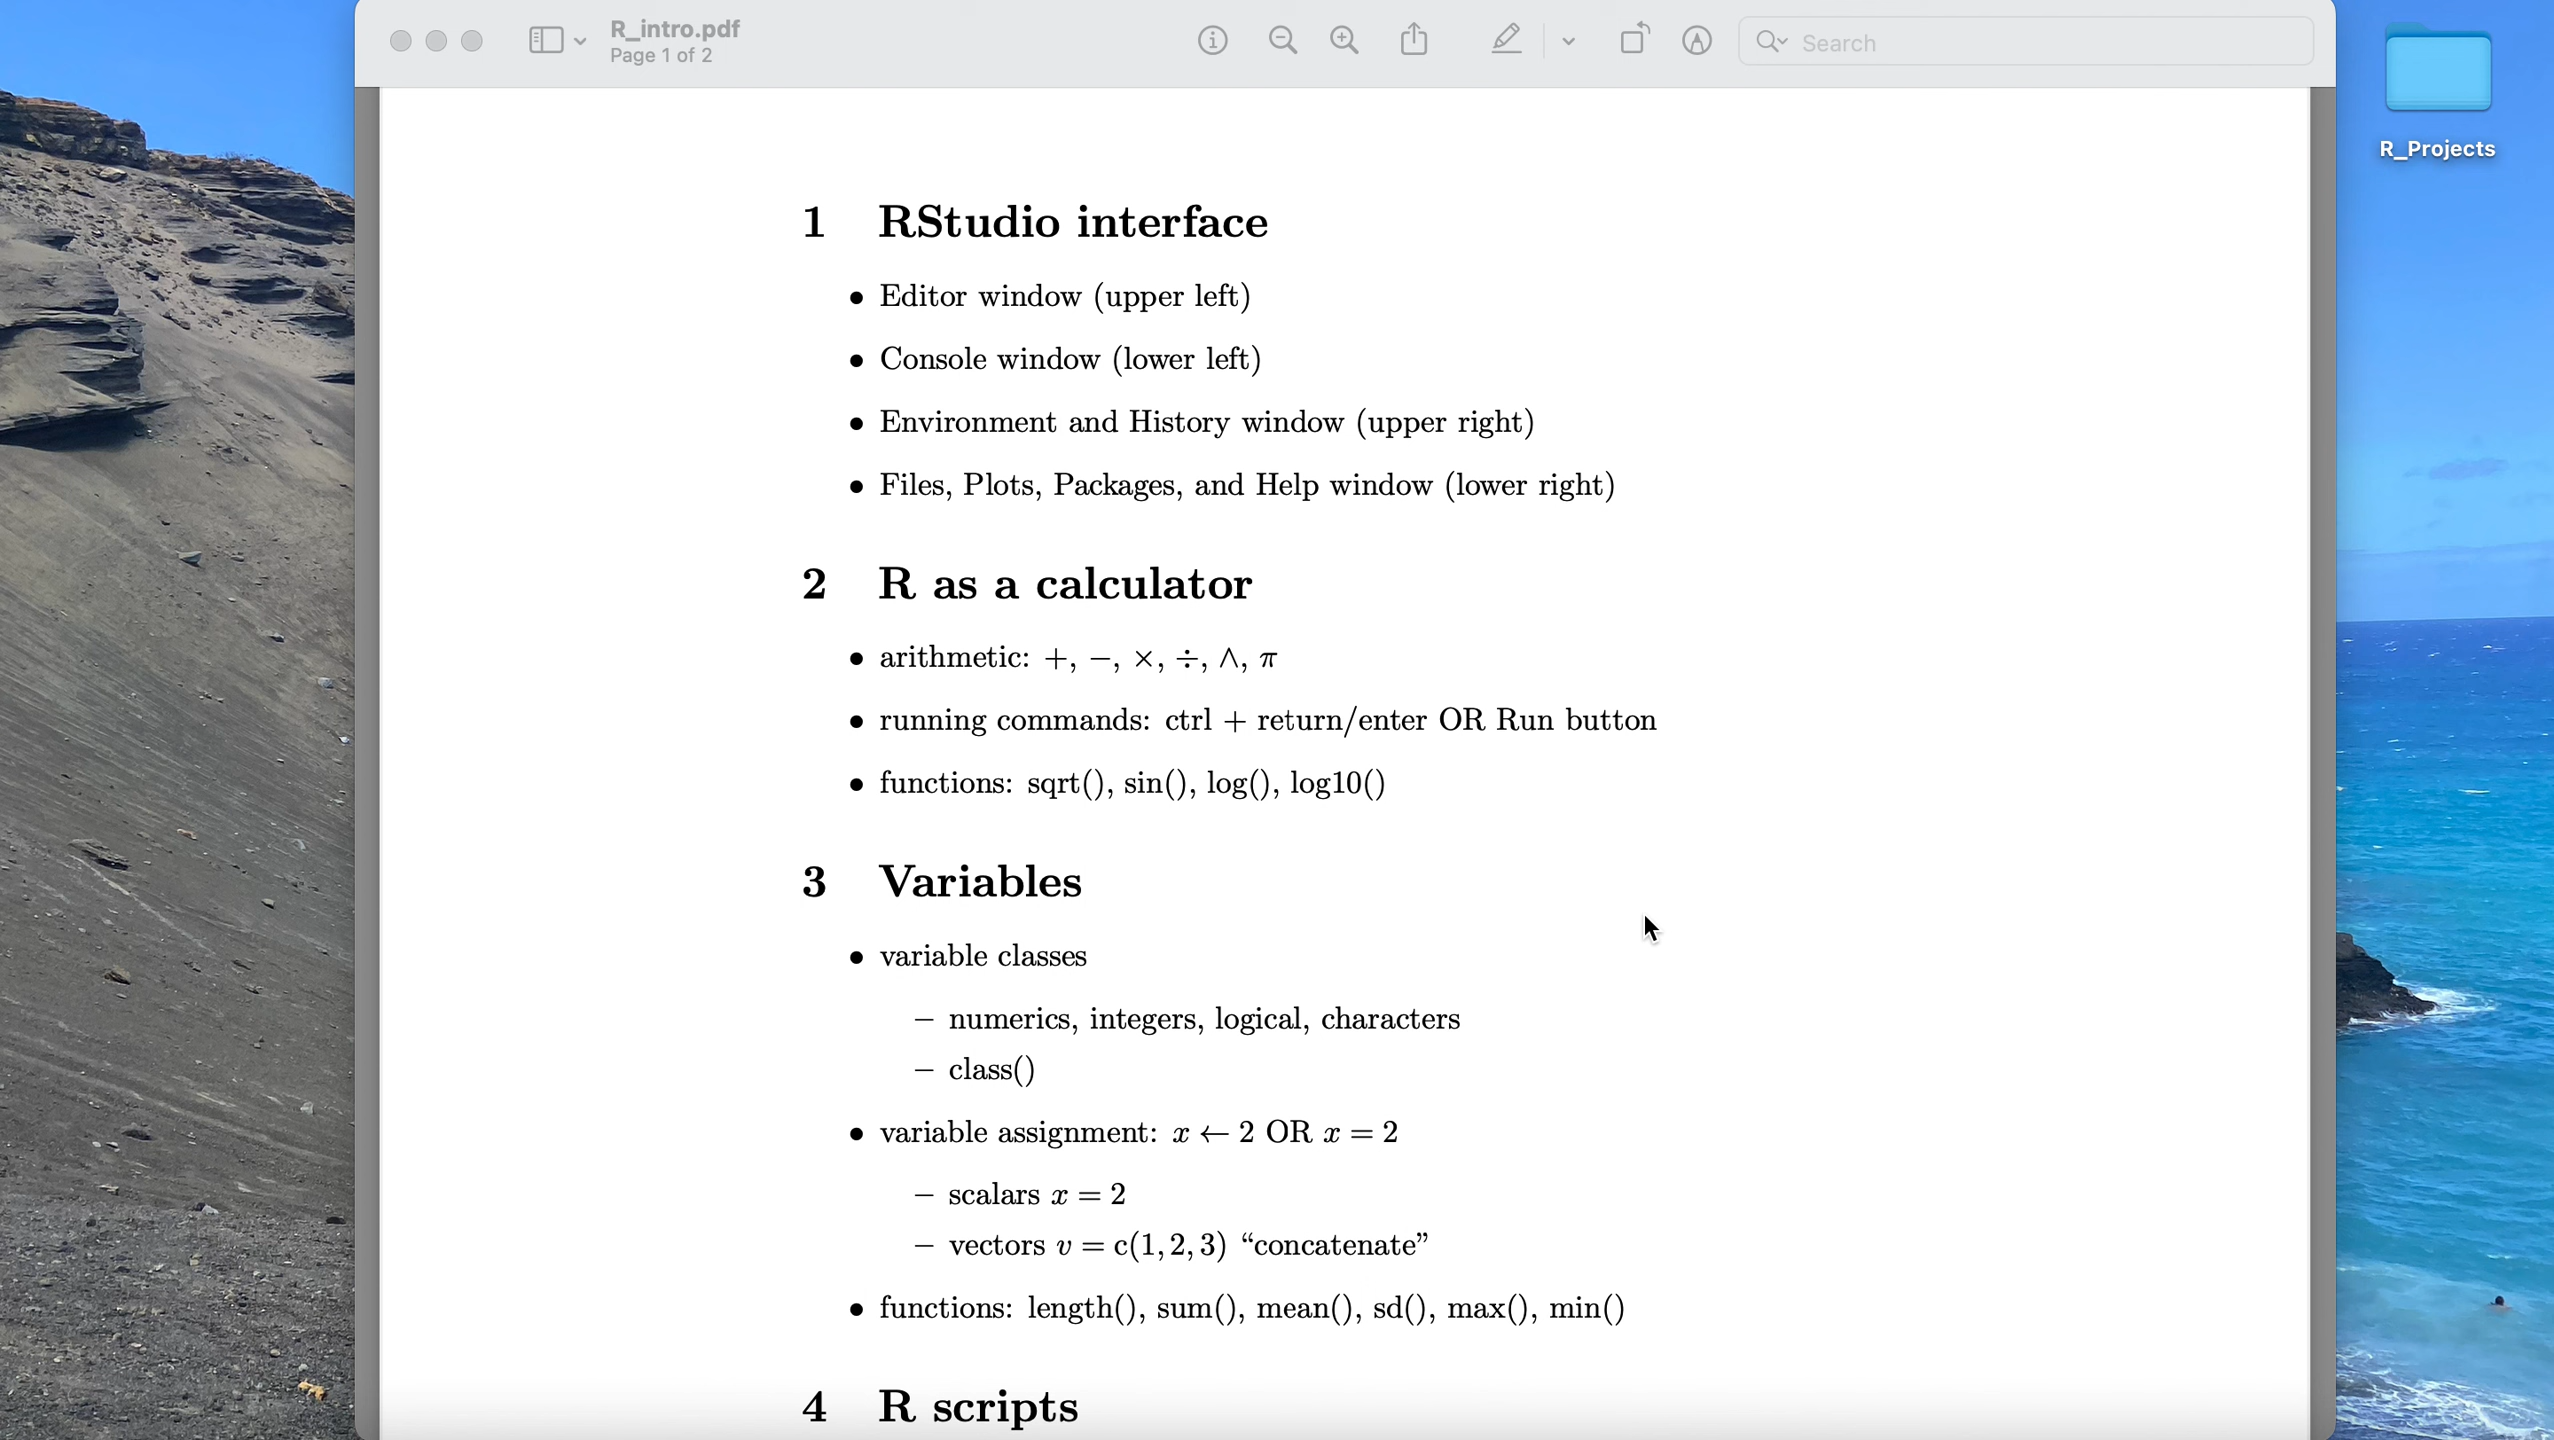 R_intro.pdf
Page 1 of 2
Search
R_Projects
1 RStudio interface
• Editor window (upper left)
• Console window (lower left)
• Environment and History window (upper right)
• Files, Plots, Packages, and Help window (lower right)
2 R as a calculator
• arithmetic: +, −, ×, ÷, ∧, π
• running commands: ctrl + return/enter OR Run button
• functions: sqrt(), sin(), log(), log10()
3 Variables
• variable classes
– numerics, integers, logical, characters
– class()
• variable assignment: x ← 2 OR x = 2
– scalars x = 2
– vectors v = c(1, 2, 3) “concatenate”
• functions: length(), sum(), mean(), sd(), max(), min()
4 R scripts